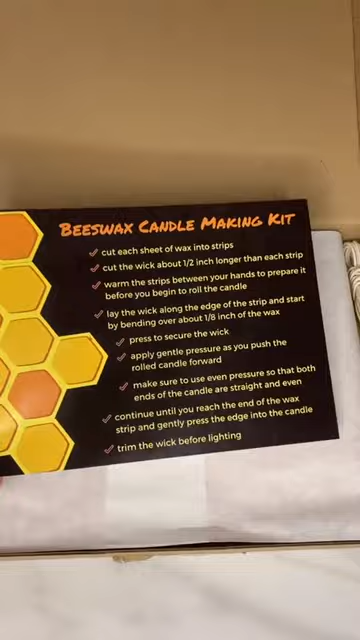 BEESWAX CANDLE MAKING KIT
cut each sheet of wax into strips
cut the wick about 1/2 inch longer than each strip
warm the strips between your hands to prepare it
before you begin to roll the candle
lay the wick along the edge of the strip and start
by bending over about 1/8 inch of the wax
press to secure the wick
apply gentle pressure as you push the
rolled candle forward
make sure to use even pressure so that both
ends of the candle are straight and even
continue until you reach the end of the wax
strip and gently press the edge into the candle
trim the wick before lighting